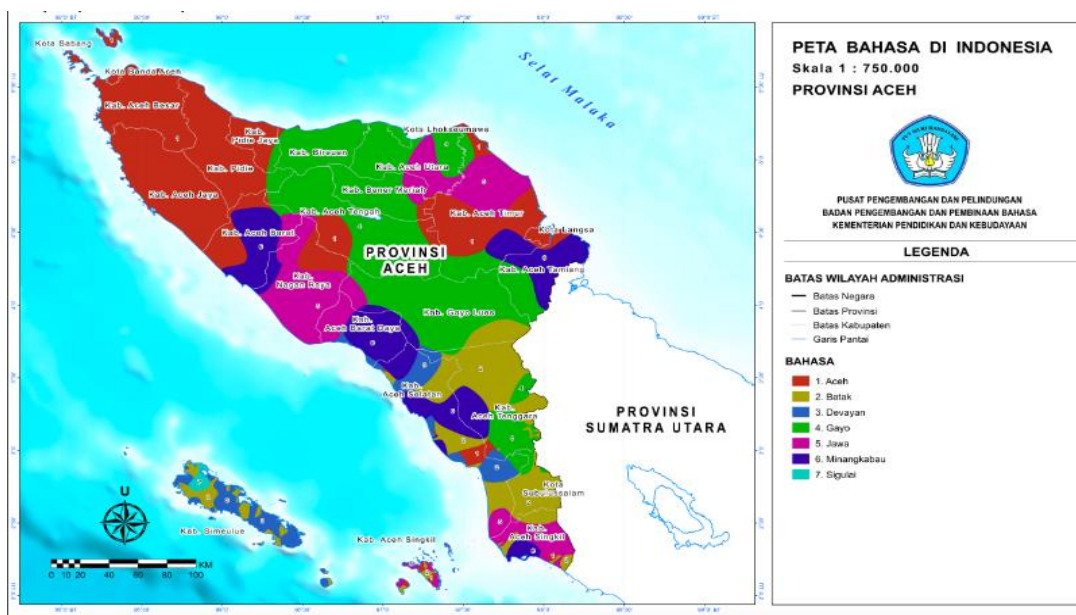 PETA BAHASA DI INDONESIA
Skala 1 : 750.000
PROVINSI ACEH
PUSAT PENGEMBANGAN DAN PELINDUNGAN
BADAN PENGEMBANGAN DAN PEMBINAAN BAHASA
KEMENTERIAN PENDIDIKAN DAN KEBUDAYAAN
LEGENDA
BATAS WILAYAH ADMINISTRASI
Batas Negara
Batas Provinsi
Batas Kabupaten
Garis Pantai
BAHASA
1. Aceh
2. Batak
3. Devayan
4. Gayo
5. Jawa
6. Minangkabau
7. Sigulai
Kota Sabang
Kota Banda Aceh
Kab. Aceh Besar
Kab.
Pidie Jaya
Kab. Pidie
Kab. Aceh Jaya
Kab. Bireuen
Kota Lhokseumawe
Kab. Aceh Utara
Kab. Bener Meriah
Kab. Aceh Tengah
Kab. Aceh Timur
Kota Langsa
Kab. Aceh Tamiang
Kab. Aceh Barat
PROVINSI
ACEH
Kab.
Nagan Raya
Kab. Gayo Lues
Kab.
Aceh Barat Daya
Kab.
Aceh Selatan
Kab.
Aceh Tenggara
Kota
Subulussalam
Kab.
Aceh Singkil
Kab. Aceh Singkil
Kab. Simeulue
Selat Malaka
PROVINSI
SUMATRA UTARA
U
KM
0 10 20 40 60 80 100